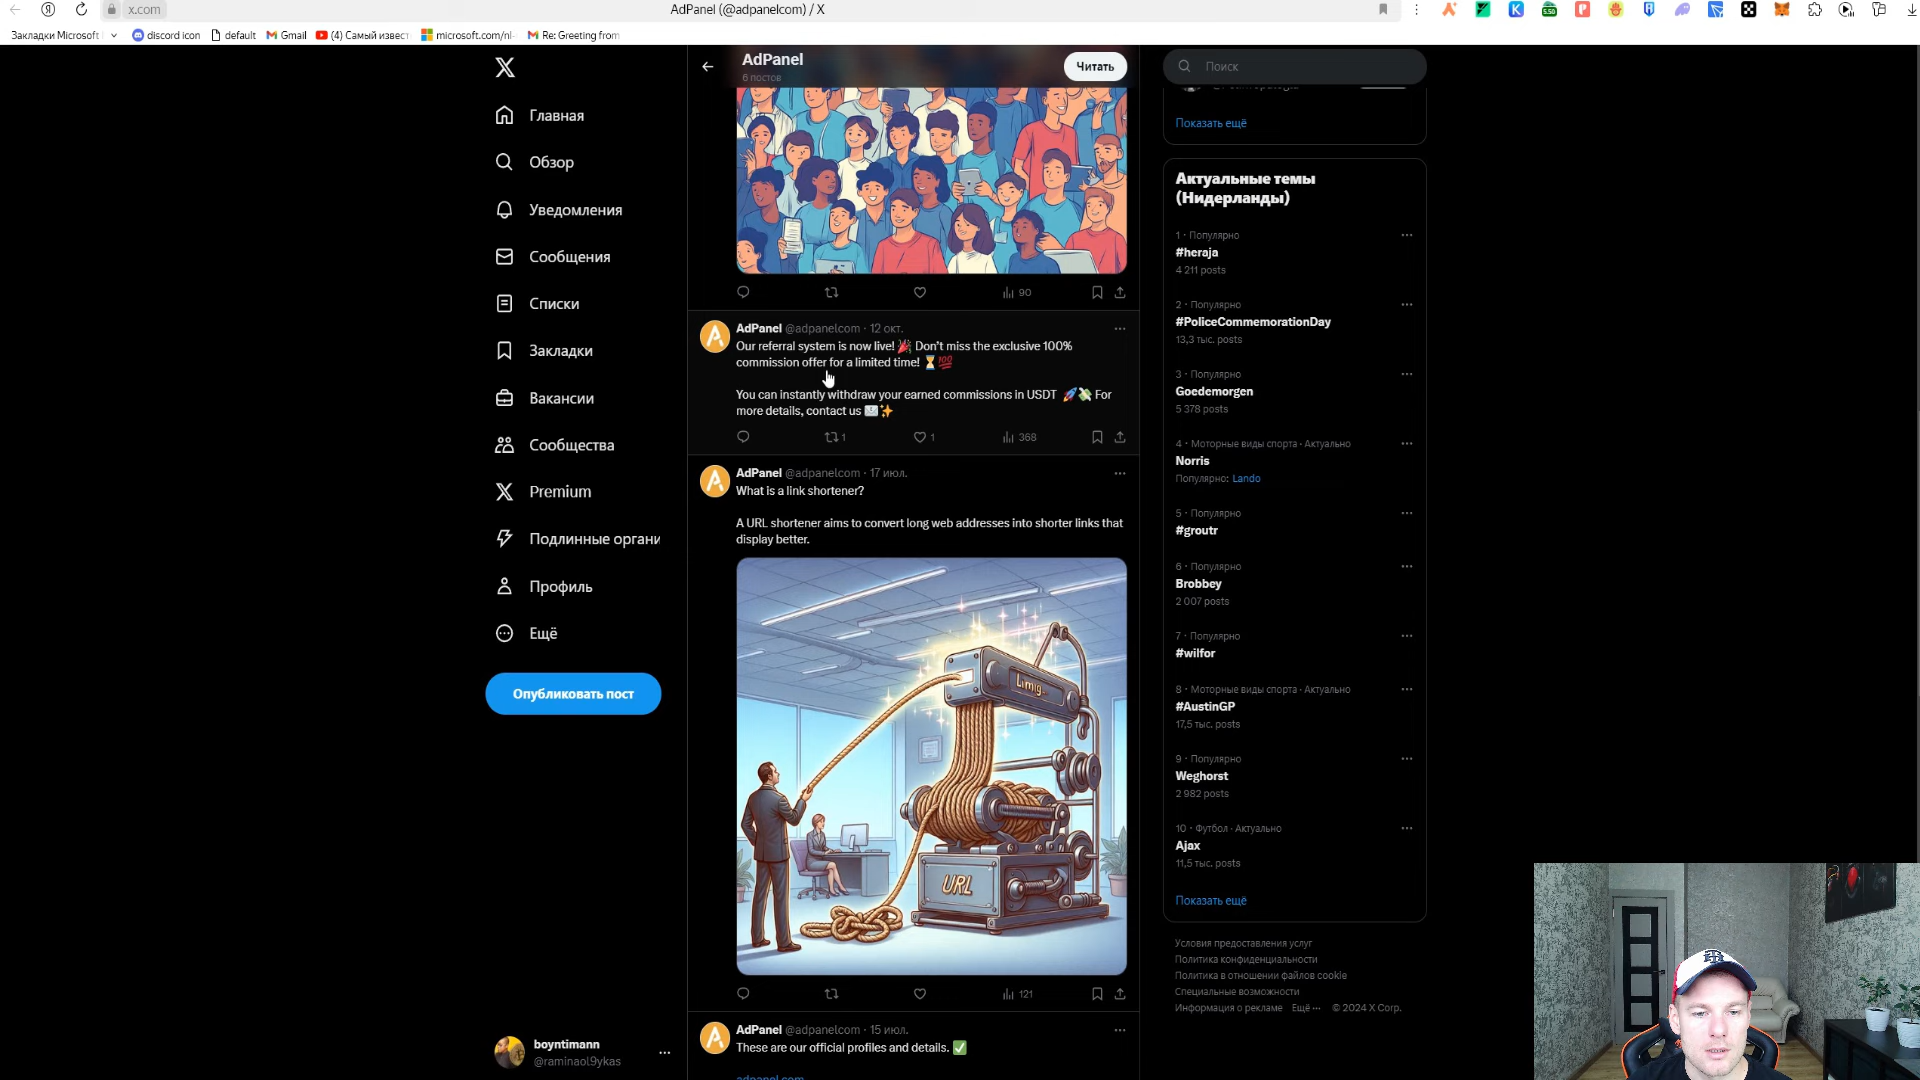 x.com
AdPanel (@adpanelcom) / X
Закладки Microsoft
discord icon
default
Gmail
(4) Самый извест
microsoft.com/nl-
Re: Greeting from
Главная
Обзор
Уведомления
Сообщения
Списки
Закладки
Вакансии
Сообщества
Premium
Подлинные органи
Профиль
Ещё
Опубликовать пост
boyntimann
@raminaol9ykas
AdPanel
6 постов
Читать
90
AdPanel @adpanelcom · 12 окт.
Our referral system is now live! 🎉 Don't miss the exclusive 100%
commission offer for a limited time! ⏳💯
You can instantly withdraw your earned commissions in USDT 🚀💸 For
more details, contact us 📧✨
1 1 368
AdPanel @adpanelcom · 17 июл.
What is a link shortener?
A URL shortener aims to convert long web addresses into shorter links that
display better.
URL
121
AdPanel @adpanelcom · 15 июл.
These are our official profiles and details. ✅
adpanel.com
Поиск
Показать ещё
Актуальные темы
(Нидерланды)
1 · Популярно
#heraja
4 211 posts
2 · Популярно
#PoliceCommemorationDay
13,3 тыс. posts
3 · Популярно
Goedemorgen
5 378 posts
4 · Моторные виды спорта · Актуально
Norris
Популярно: Lando
5 · Популярно
#groutr
6 · Популярно
Brobbey
2 007 posts
7 · Популярно
#wilfor
8 · Моторные виды спорта · Актуально
#AustinGP
17,5 тыс. posts
9 · Популярно
Weghorst
2 982 posts
10 · Футбол · Актуально
Ajax
11,5 тыс. posts
Показать ещё
Условия предоставления услуг
Политика конфиденциальности
Политика в отношении файлов cookie
Специальные возможности
Информация о рекламе Ещё ··· © 2024 X Corp.